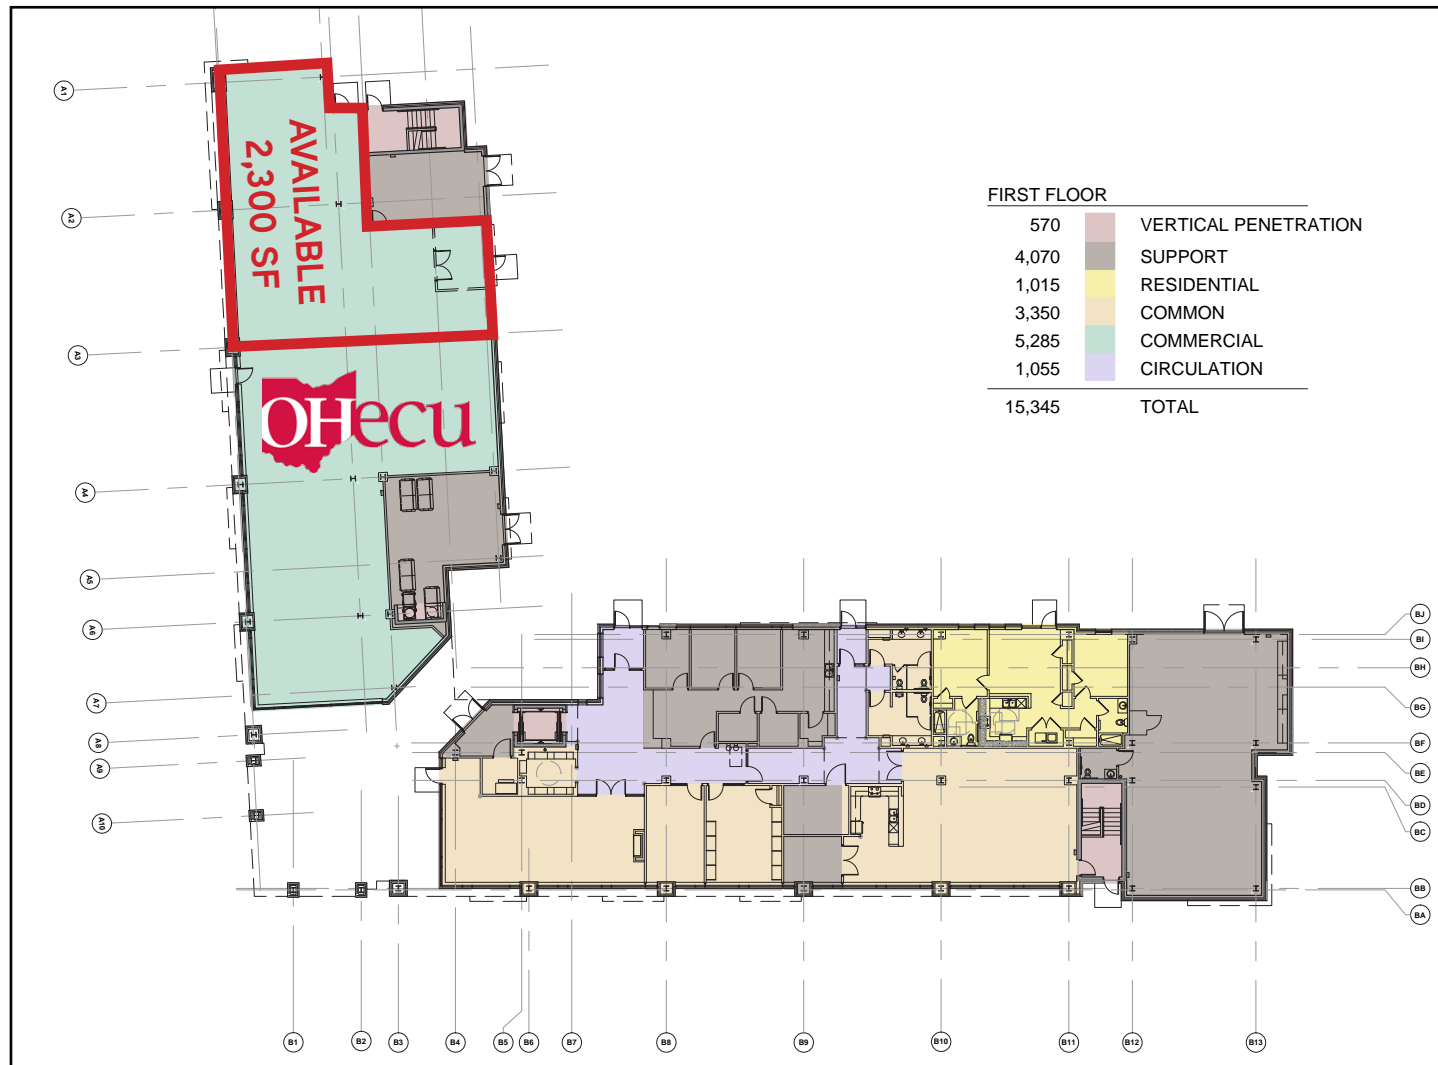 A1
A2
A3
A4
A5
A6
A7
A8
A9
A10
AVAILABLE
2,300 SF
OHecu
FIRST FLOOR
570 VERTICAL PENETRATION
4,070 SUPPORT
1,015 RESIDENTIAL
3,350 COMMON
5,285 COMMERCIAL
1,055 CIRCULATION
15,345 TOTAL
BJ
BI
BH
BG
BF
BE
BD
BC
BB
BA
B1 B2 B3 B4 B5 B6 B7 B8 B9 B10 B11 B12 B13